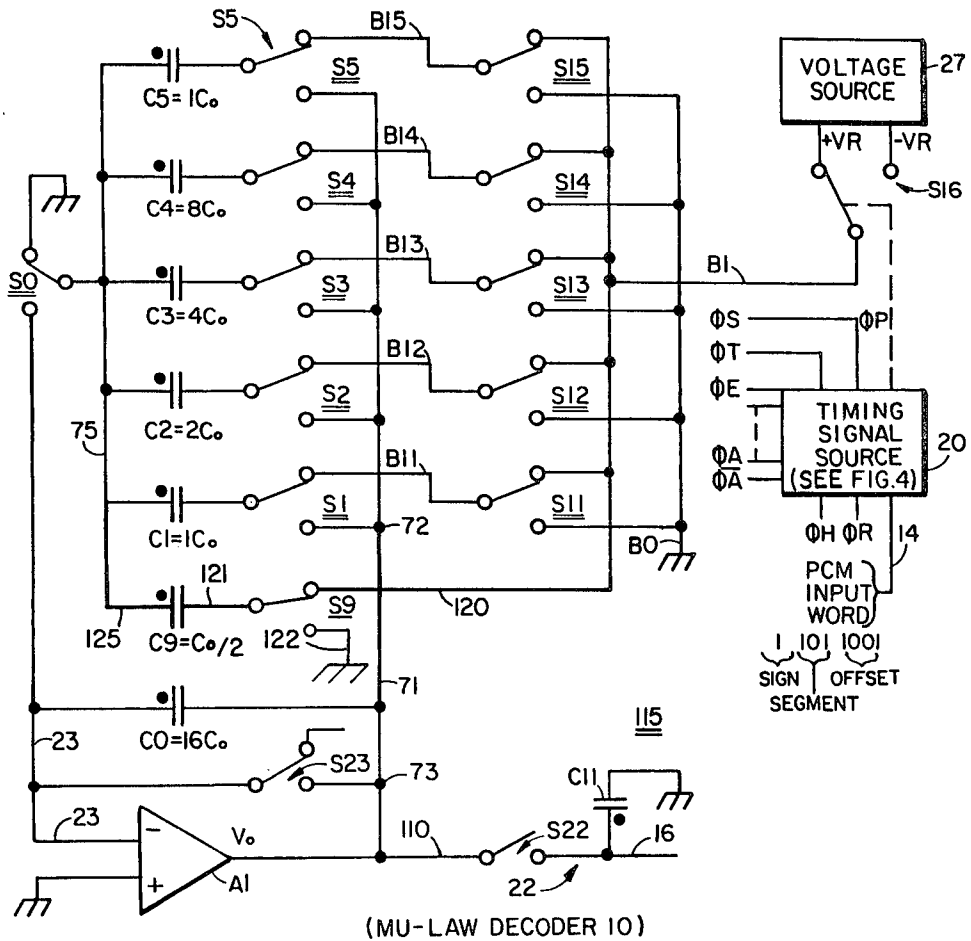 S5
B15
C5=1C₀
S5
S15
VOLTAGE
SOURCE
27
+VR
-VR
S16
B14
C4=8C₀
S4
S14
S0
B13
C3=4C₀
S3
S13
B1
ϕS
ϕP
ϕT
ϕE
B12
C2=2C₀
S2
S12
75
TIMING
SIGNAL
SOURCE
(SEE FIG.4)
20
ϕA
ϕ̅A̅
B11
C1=1C₀
S1
S11
72
B0
ϕH
ϕR
14
PCM
INPUT
WORD
1 101 1001
SIGN
OFFSET
SEGMENT
121
125
C9=C₀/2
S9
122
120
71
C0=16C₀
23
S23
73
115
C11
23
V₀
A1
110
S22
22
16
(MU-LAW DECODER 10)